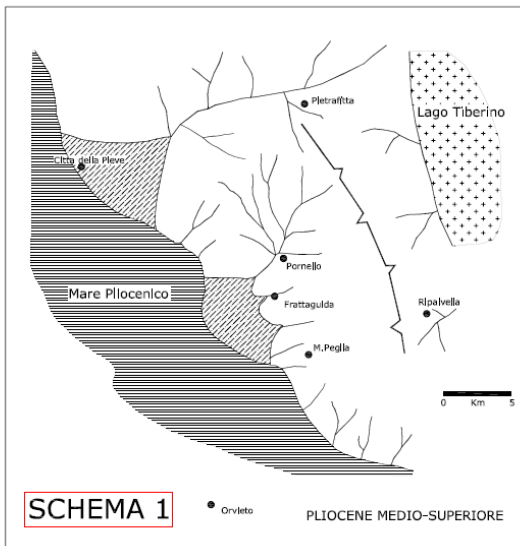 Pietrafitta
Lago Tiberino
Citta della Pieve
Pornello
Mare Pliocenico
Frattaguida
Ripalvella
M.Peglia
0 Km 5
SCHEMA 1
Orvieto
PLIOCENE MEDIO-SUPERIORE